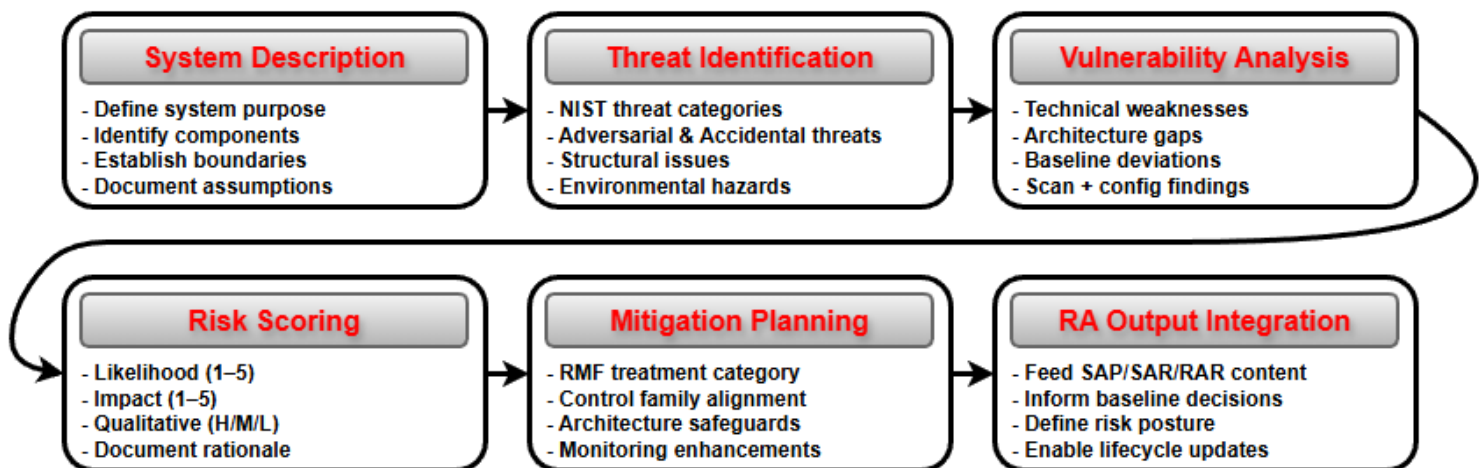 System Description
- Define system purpose
- Identify components
- Establish boundaries
- Document assumptions
Threat Identification
- NIST threat categories
- Adversarial & Accidental threats
- Structural issues
- Environmental hazards
Vulnerability Analysis
- Technical weaknesses
- Architecture gaps
- Baseline deviations
- Scan + config findings
Risk Scoring
- Likelihood (1–5)
- Impact (1–5)
- Qualitative (H/M/L)
- Document rationale
Mitigation Planning
- RMF treatment category
- Control family alignment
- Architecture safeguards
- Monitoring enhancements
RA Output Integration
- Feed SAP/SAR/RAR content
- Inform baseline decisions
- Define risk posture
- Enable lifecycle updates